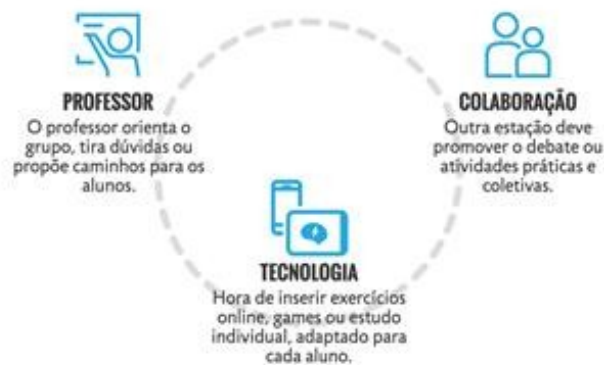 PROFESSOR
O professor orienta o
grupo, tira dúvidas ou
propõe caminhos para os
alunos.
COLABORAÇÃO
Outra estação deve
promover o debate ou
atividades práticas e
coletivas.
TECNOLOGIA
Hora de inserir exercícios
online, games ou estudo
individual, adaptado para
cada aluno.